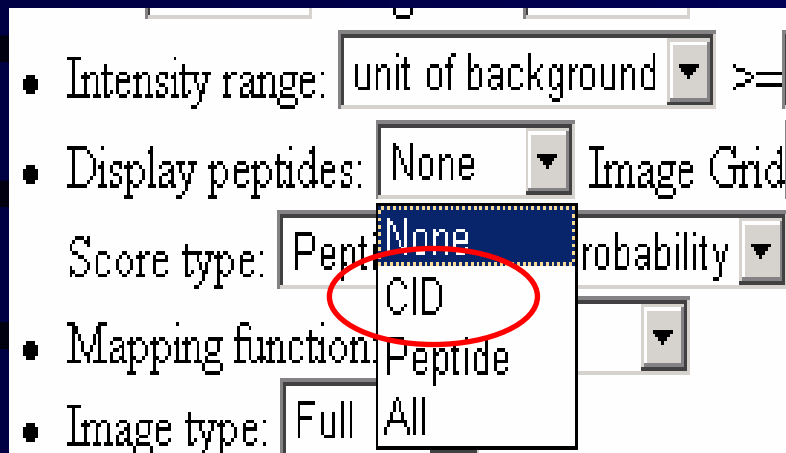 Intensity range: unit of background >=
Display peptides: None Image Grid
None
Score type: Pepti robability
CID
Mapping function
Peptide
Image type: Full
All